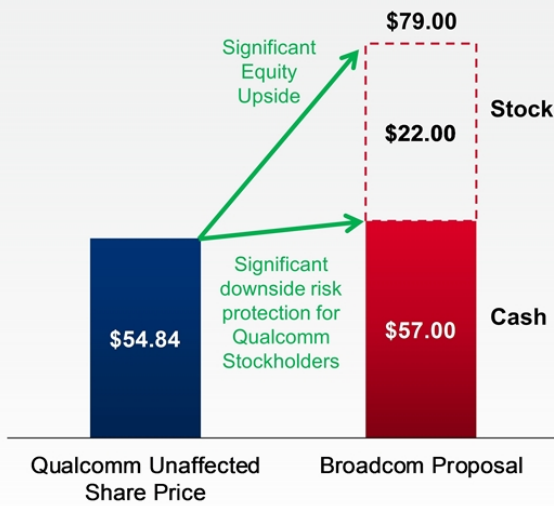 $79.00
Significant
Equity
Upside
Stock
$22.00
Significant
downside risk
protection for
Qualcomm
Stockholders
$54.84
$57.00
Cash
Qualcomm Unaffected
Share Price
Broadcom Proposal